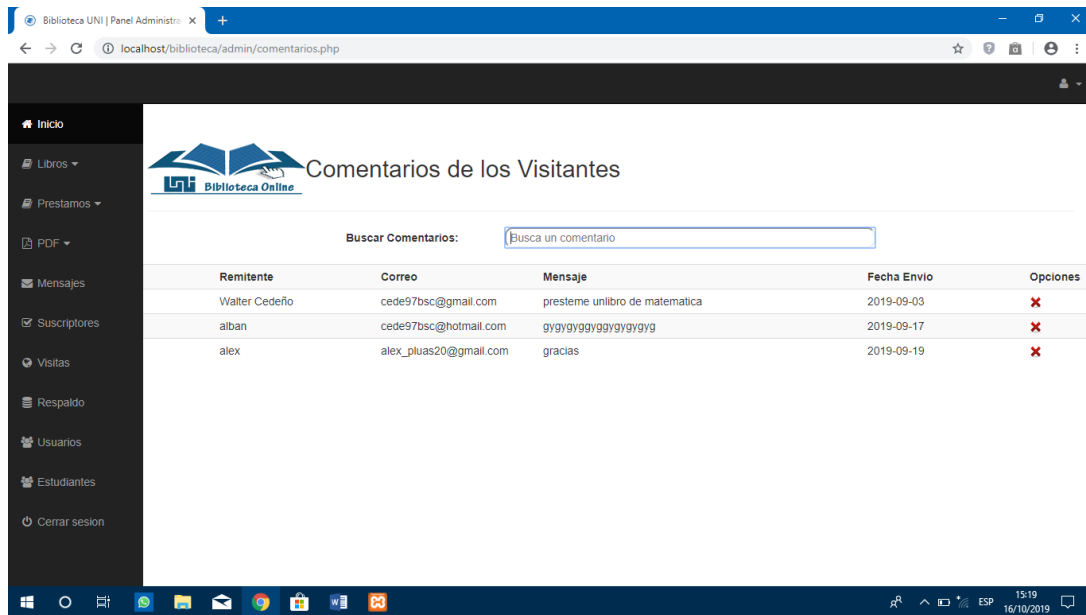 Biblioteca UNI | Panel Administra
localhost/biblioteca/admin/comentarios.php
Inicio
Libros
Prestamos
PDF
Mensajes
Suscriptores
Visitas
Respaldo
Usuarios
Estudiantes
Cerrar sesion
UNI Biblioteca Online
Comentarios de los Visitantes
Buscar Comentarios: Busca un comentario
Remitente Correo Mensaje Fecha Envio Opciones
Walter Cedeño cede97bsc@gmail.com presteme unlibro de matematica 2019-09-03
alban cede97bsc@hotmail.com gygygyggyggygygygyg 2019-09-17
alex alex_pluas20@gmail.com gracias 2019-09-19
ESP 15:19
16/10/2019